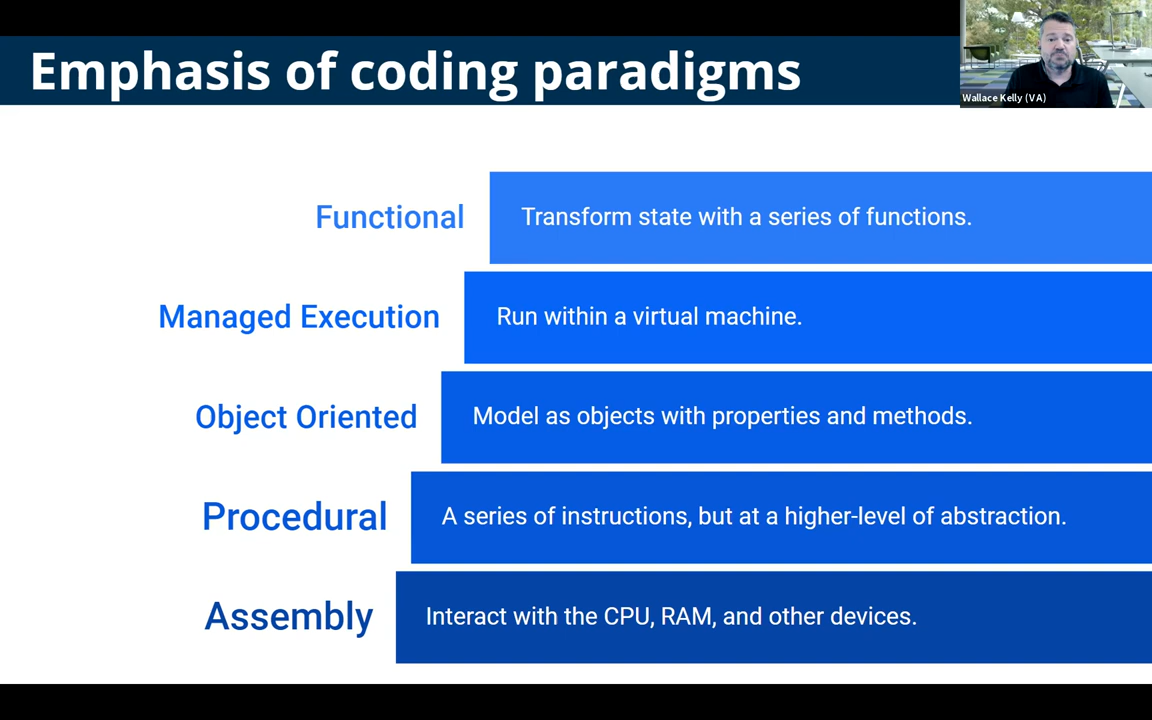 Emphasis of coding paradigms
Wallace Kelly (VA)
Functional
Transform state with a series of functions.
Managed Execution
Run within a virtual machine.
Object Oriented
Model as objects with properties and methods.
Procedural
A series of instructions, but at a higher-level of abstraction.
Assembly
Interact with the CPU, RAM, and other devices.